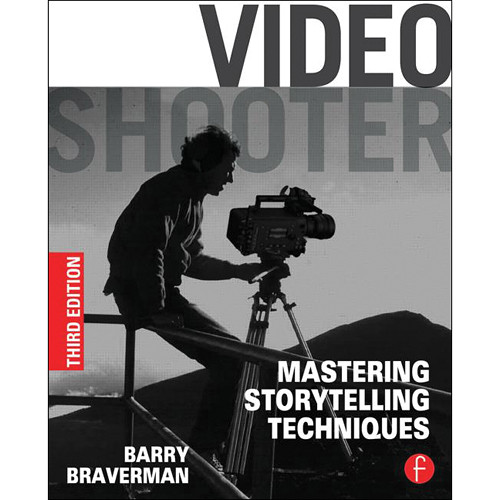 VIDEO
SHOOTER
THIRD EDITION
MASTERING
STORYTELLING
TECHNIQUES
BARRY
BRAVERMAN
f